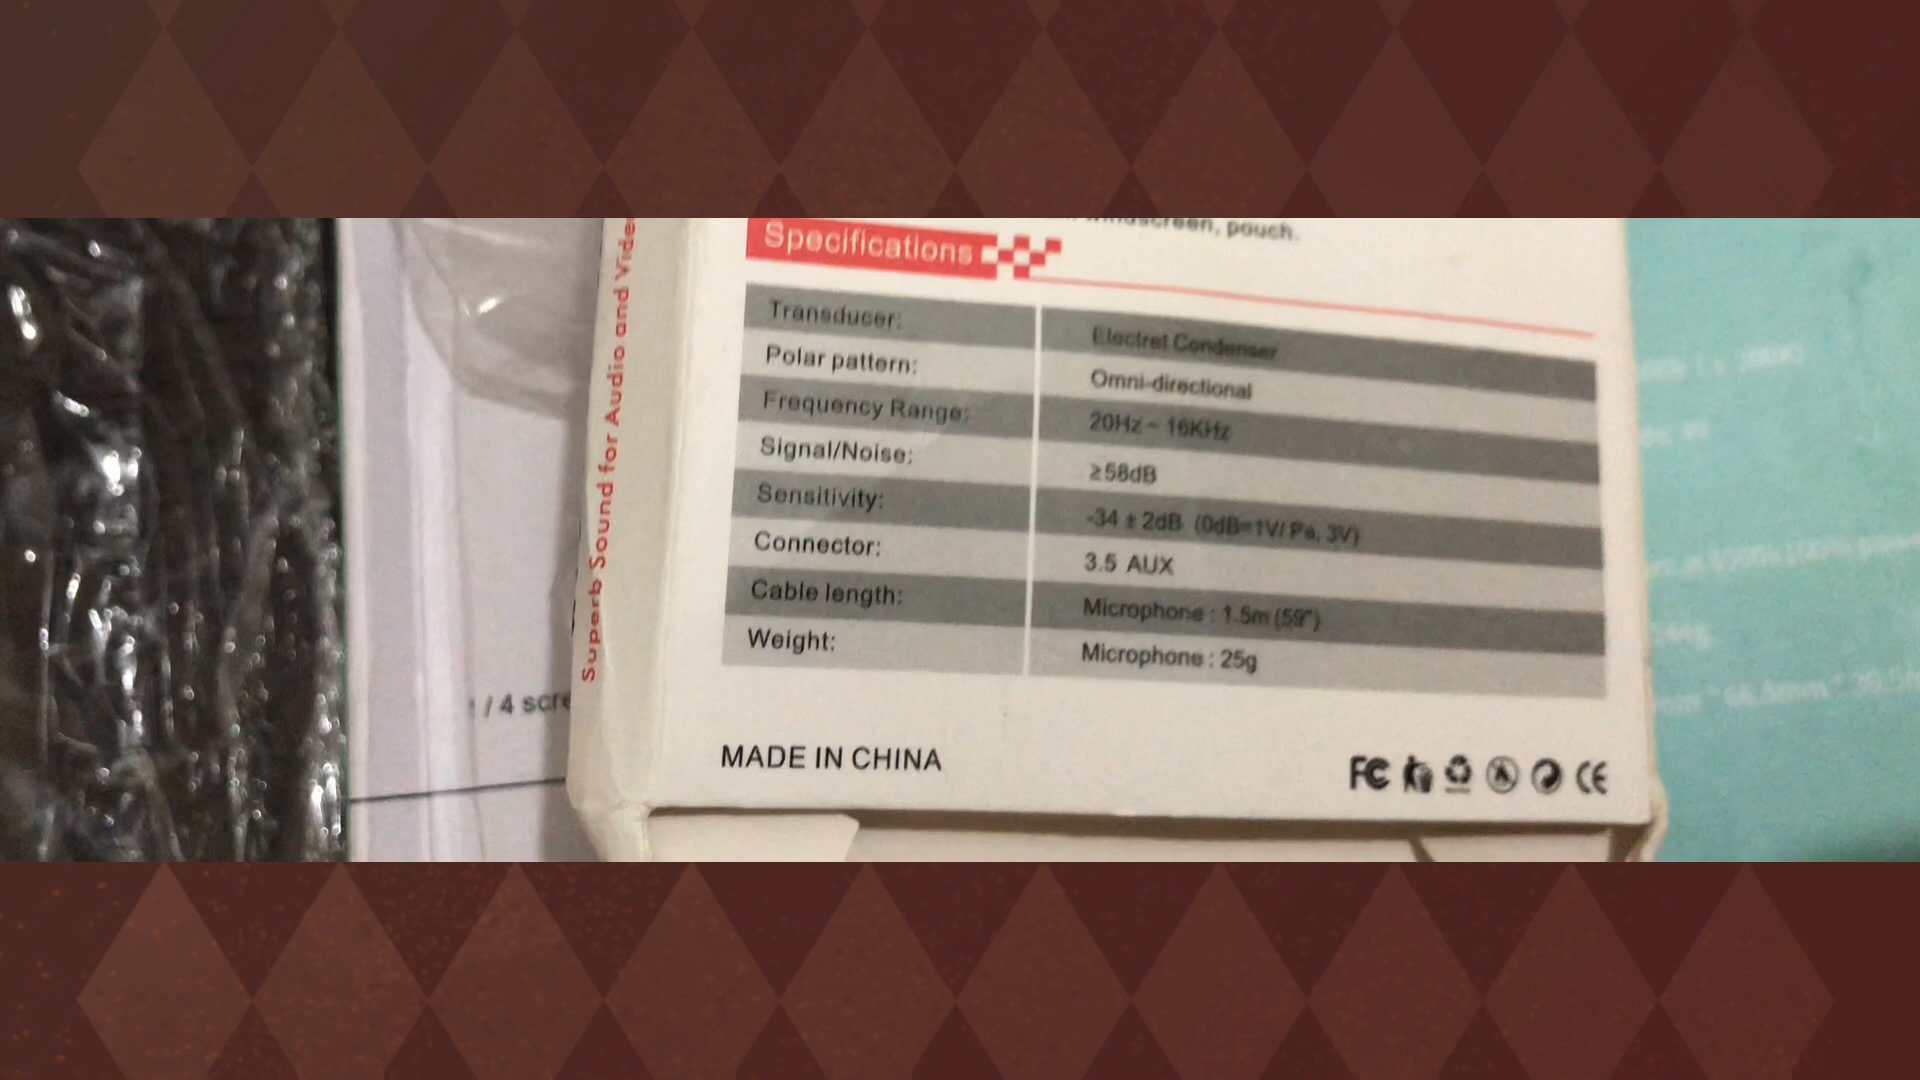 windscreen, pouch.
Specifications
Transducer: Electret Condenser
Polar pattern: Omni-directional
Frequency Range: 20Hz ~ 16KHz
Signal/Noise: ≥58dB
Sensitivity: -34 ± 2dB (0dB=1V/ Pa, 3V)
Connector: 3.5 AUX
Cable length: Microphone : 1.5m (59")
Weight: Microphone : 25g
MADE IN CHINA
FC CE
Superb Sound for Audio and Video
/ 4